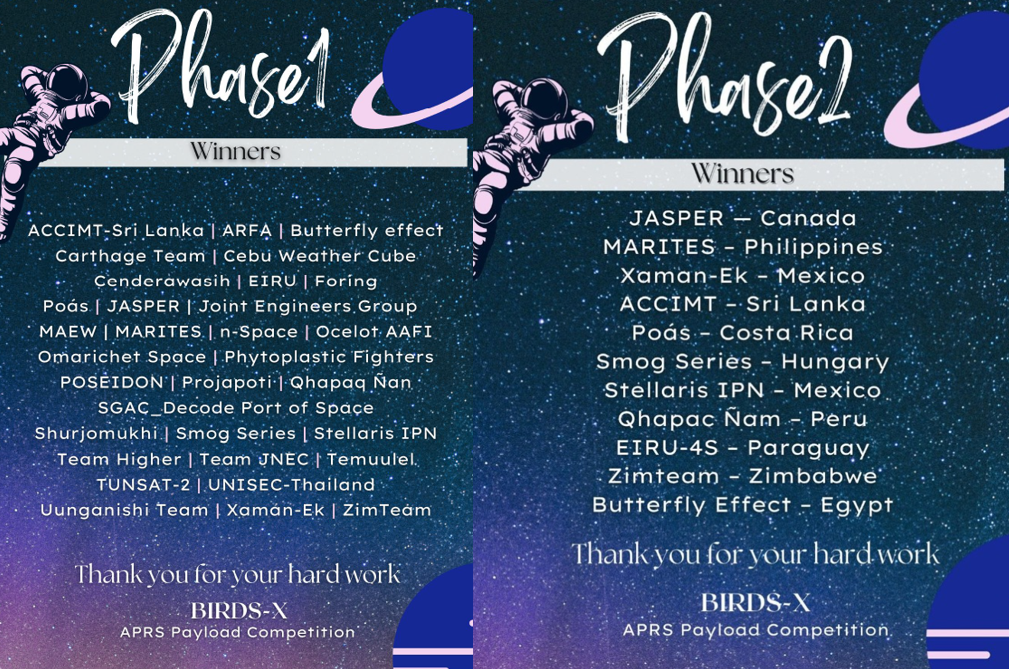 Phase1
Winners
ACCIMT-Sri Lanka | ARFA | Butterfly effect
Carthage Team | Cebu Weather Cube
Cenderawasih | EIRU | Foring
Poás | JASPER | Joint Engineers Group
MAEW | MARITES | n-Space | Ocelot AAFI
Omarichet Space | Phytoplastic Fighters
POSEIDON | Projapoti | Qhapaq Ñan
SGAC_Decode Port of Space
Shurjomukhi | Smog Series | Stellaris IPN
Team Higher | Team JNEC | Temuulel
TUNSAT-2 | UNISEC-Thailand
Uunganishi Team | Xaman-Ek | ZimTeam
Thank you for your hard work
BIRDS-X
APRS Payload Competition
Phase2
Winners
JASPER — Canada
MARITES – Philippines
Xaman-Ek – Mexico
ACCIMT – Sri Lanka
Poás – Costa Rica
Smog Series – Hungary
Stellaris IPN – Mexico
Qhapac Ñam – Peru
EIRU-4S – Paraguay
Zimteam – Zimbabwe
Butterfly Effect – Egypt
Thank you for your hard work
BIRDS-X
APRS Payload Competition